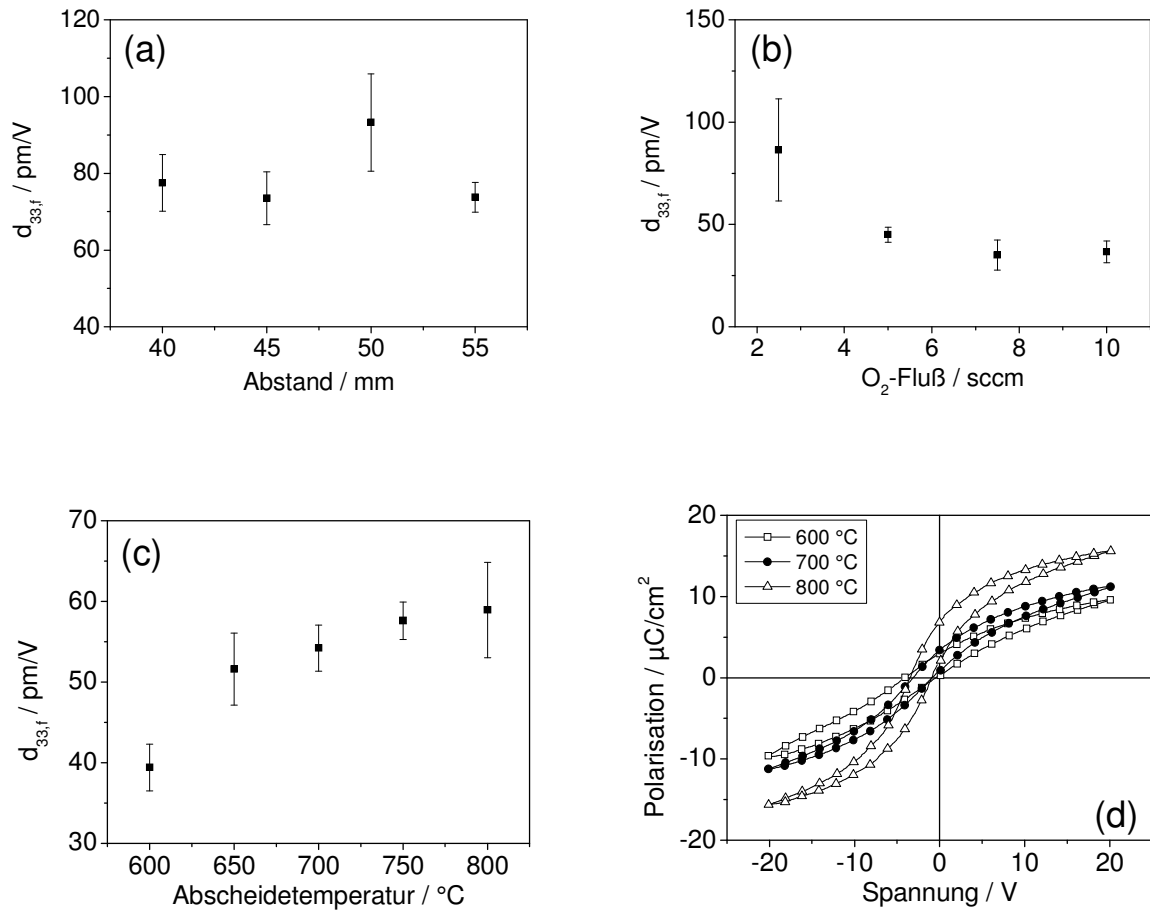 (a)
120
100
80
60
40
d33,f / pm/V
40 45 50 55
Abstand / mm
(b)
150
100
50
0
d33,f / pm/V
2 4 6 8 10
O2-Fluß / sccm
(c)
70
60
50
40
30
d33,f / pm/V
600 650 700 750 800
Abscheidetemperatur / °C
600 °C
700 °C
800 °C
20
10
0
-10
-20
Polarisation / µC/cm²
(d)
-20 -10 0 10 20
Spannung / V